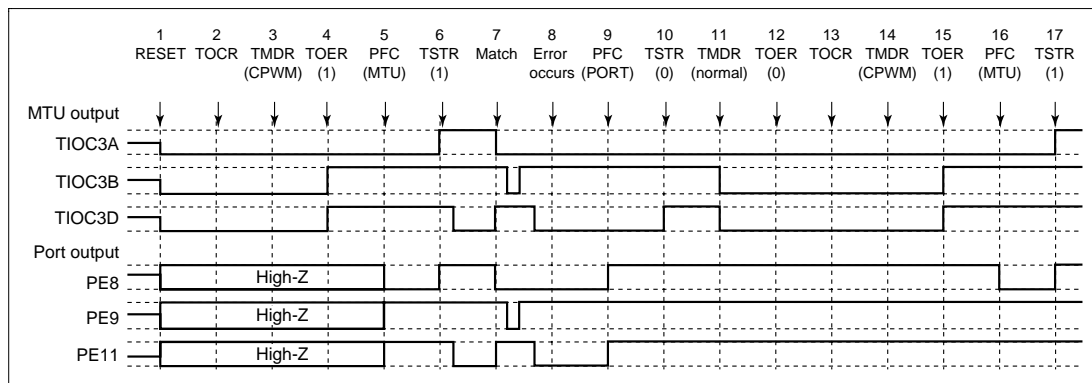 1 2 3 4 5 6 7 8 9 10 11 12 13 14 15 16 17
RESET TOCR TMDR TOER PFC TSTR Match Error PFC TSTR TMDR TOER TOCR TMDR TOER PFC TSTR
(CPWM) (1) (MTU) (1) occurs (PORT) (0) (normal) (0) (CPWM) (1) (MTU) (1)
MTU output
TIOC3A
TIOC3B
TIOC3D
Port output
PE8 High-Z
PE9 High-Z
PE11 High-Z